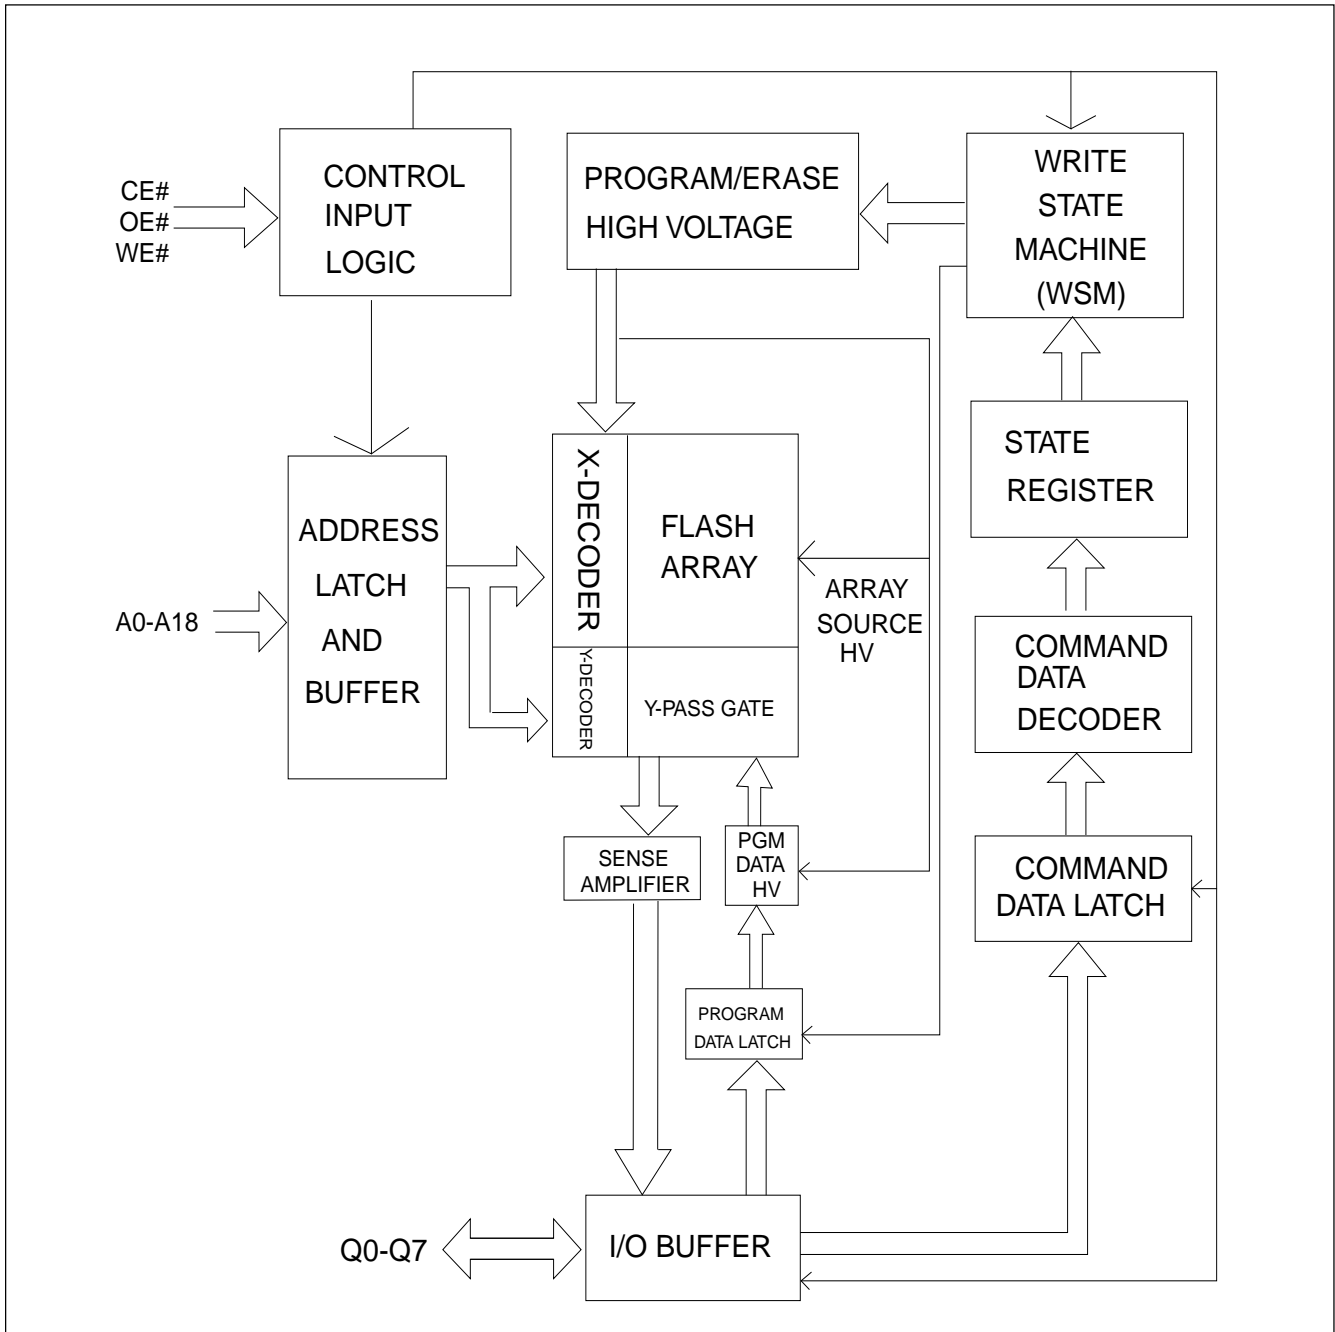 CE#
OE#
WE#
CONTROL
INPUT
LOGIC
PROGRAM/ERASE
HIGH VOLTAGE
WRITE
STATE
MACHINE
(WSM)
STATE
REGISTER
ADDRESS
LATCH
AND
BUFFER
A0-A18
X-DECODER
FLASH
ARRAY
ARRAY
SOURCE
HV
Y-DECODER
Y-PASS GATE
COMMAND
DATA
DECODER
SENSE
AMPLIFIER
PGM
DATA
HV
COMMAND
DATA LATCH
PROGRAM
DATA LATCH
Q0-Q7
I/O BUFFER